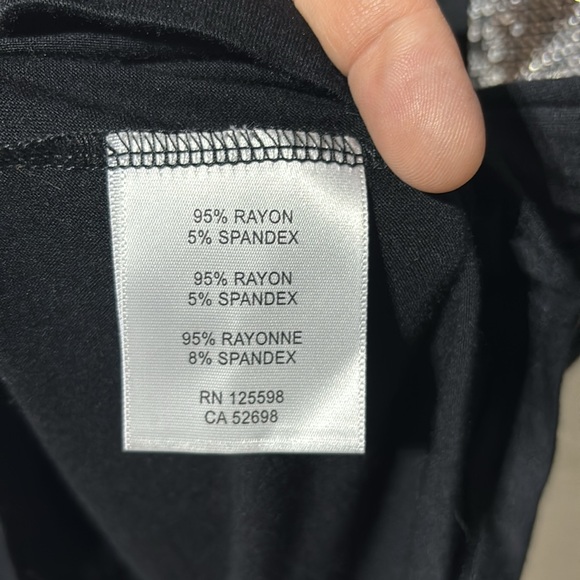 95% RAYON
5% SPANDEX
95% RAYON
5% SPANDEX
95% RAYONNE
8% SPANDEX
RN 125598
CA 52698